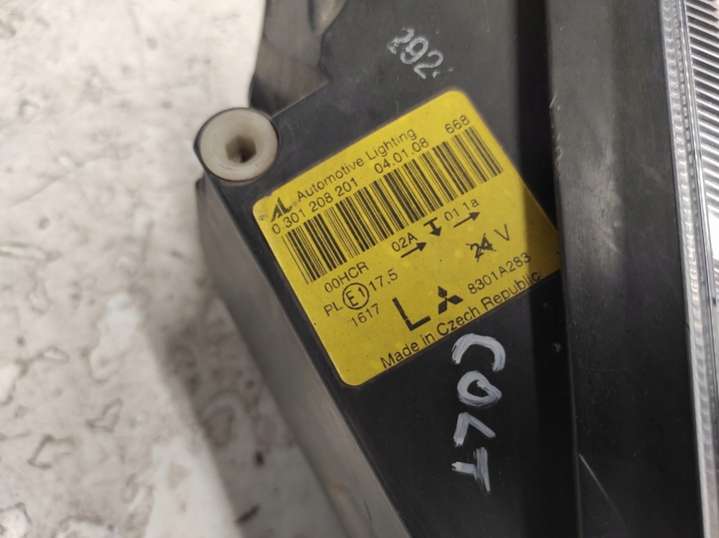 292
AL Automotive Lighting
0 301 208 201 04.01.08 668
00HCR 02A 01 1a
PL E1 17.5 24 V
1617 L 8301A283
Made in Czech Republic
COLT